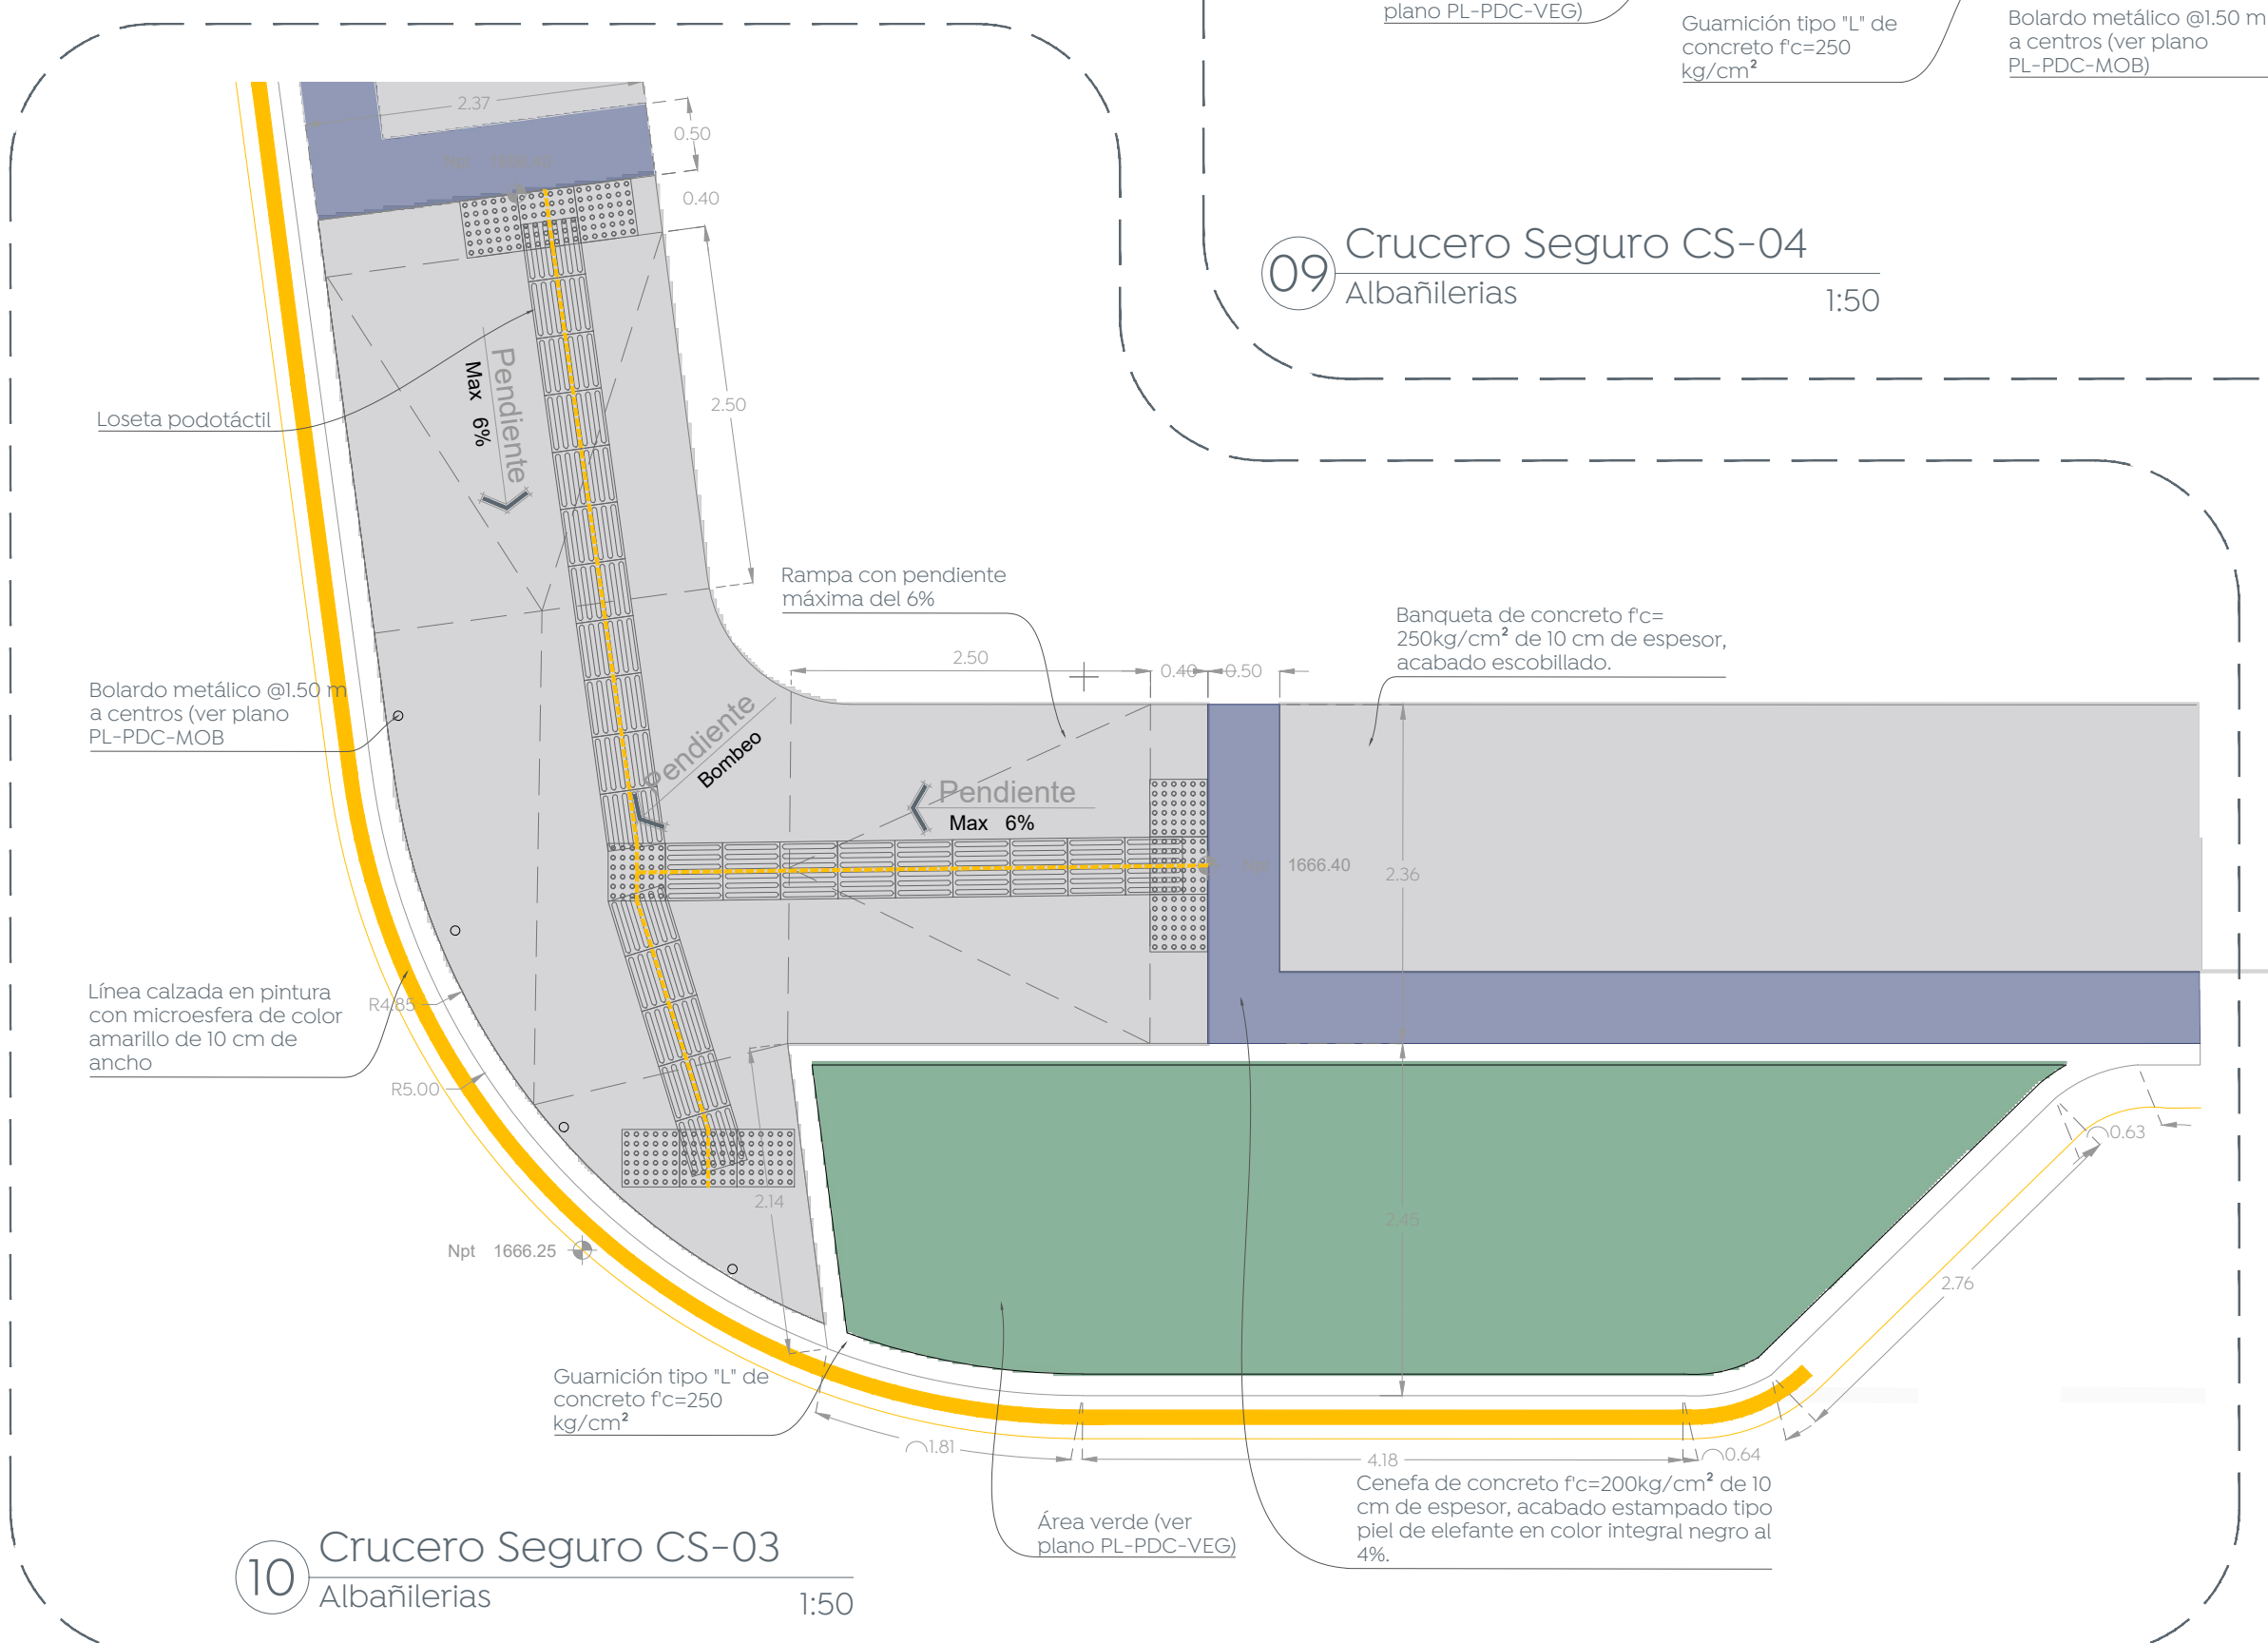 plano PL-PDC-VEG)
Guarnición tipo "L" de
concreto f'c=250
kg/cm²
Bolardo metálico @1.50 m
a centros (ver plano
PL-PDC-MOB)
09
Crucero Seguro CS-04
Albañilerias
1:50
2.37
0.50
Npt
0.40
Pendiente
Max 6%
2.50
Loseta podotáctil
Rampa con pendiente
máxima del 6%
Banqueta de concreto f'c=
250kg/cm² de 10 cm de espesor,
acabado escobillado.
2.50
0.40
0.50
Bolardo metálico @1.50 m
a centros (ver plano
PL-PDC-MOB
Pendiente
Bombeo
Pendiente
Max 6%
Npt 1666.40
2.36
Línea calzada en pintura
con microesfera de color
amarillo de 10 cm de
ancho
R4.85
R5.00
0.63
2.14
2.45
Npt 1666.25
2.76
Guarnición tipo "L" de
concreto f'c=250
kg/cm²
1.81
4.18
0.64
Cenefa de concreto f'c=200kg/cm² de 10
cm de espesor, acabado estampado tipo
piel de elefante en color integral negro al
4%.
Área verde (ver
plano PL-PDC-VEG)
10
Crucero Seguro CS-03
Albañilerias
1:50